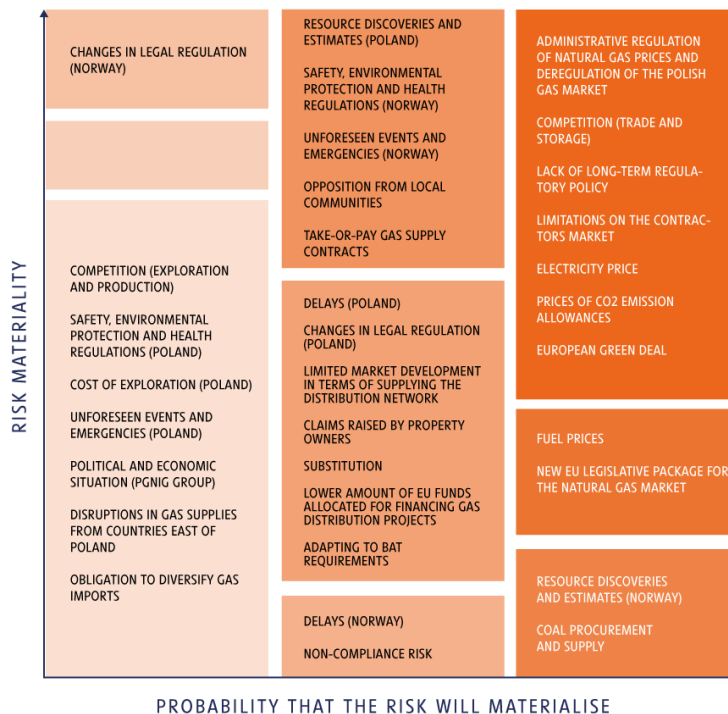 CHANGES IN LEGAL REGULATION
(NORWAY)
COMPETITION (EXPLORATION
AND PRODUCTION)
SAFETY, ENVIRONMENTAL
PROTECTION AND HEALTH
REGULATIONS (POLAND)
COST OF EXPLORATION (POLAND)
UNFORESEEN EVENTS AND
EMERGENCIES (POLAND)
POLITICAL AND ECONOMIC
SITUATION (PGNIG GROUP)
DISRUPTIONS IN GAS SUPPLIES
FROM COUNTRIES EAST OF
POLAND
OBLIGATION TO DIVERSIFY GAS
IMPORTS
RESOURCE DISCOVERIES AND
ESTIMATES (POLAND)
SAFETY, ENVIRONMENTAL
PROTECTION AND HEALTH
REGULATIONS (NORWAY)
UNFORESEEN EVENTS AND
EMERGENCIES (NORWAY)
OPPOSITION FROM LOCAL
COMMUNITIES
TAKE-OR-PAY GAS SUPPLY
CONTRACTS
DELAYS (POLAND)
CHANGES IN LEGAL REGULATION
(POLAND)
LIMITED MARKET DEVELOPMENT
IN TERMS OF SUPPLYING THE
DISTRIBUTION NETWORK
CLAIMS RAISED BY PROPERTY
OWNERS
SUBSTITUTION
LOWER AMOUNT OF EU FUNDS
ALLOCATED FOR FINANCING GAS
DISTRIBUTION PROJECTS
ADAPTING TO BAT
REQUIREMENTS
DELAYS (NORWAY)
NON-COMPLIANCE RISK
ADMINISTRATIVE REGULATION
OF NATURAL GAS PRICES AND
DEREGULATION OF THE POLISH
GAS MARKET
COMPETITION (TRADE AND
STORAGE)
LACK OF LONG-TERM REGULA-
TORY POLICY
LIMITATIONS ON THE CONTRAC-
TORS MARKET
ELECTRICITY PRICE
PRICES OF CO2 EMISSION
ALLOWANCES
EUROPEAN GREEN DEAL
FUEL PRICES
NEW EU LEGISLATIVE PACKAGE FOR
THE NATURAL GAS MARKET
RESOURCE DISCOVERIES
AND ESTIMATES (NORWAY)
COAL PROCUREMENT
AND SUPPLY
RISK MATERIALITY
PROBABILITY THAT THE RISK WILL MATERIALISE